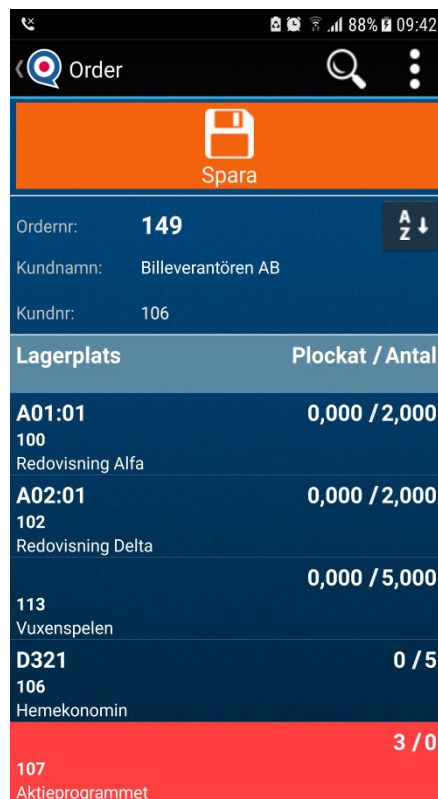 88% 09:42
Order
Spara
Ordernr: 149
A Z
Kundnamn: Billeverantören AB
Kundnr: 106
Lagerplats Plockat / Antal
A01:01 0,000 / 2,000
100
Redovisning Alfa
A02:01 0,000 / 2,000
102
Redovisning Delta
0,000 / 5,000
113
Vuxenspelen
D321 0 / 5
106
Hemekonomin
3 / 0
107
Aktieprogrammet